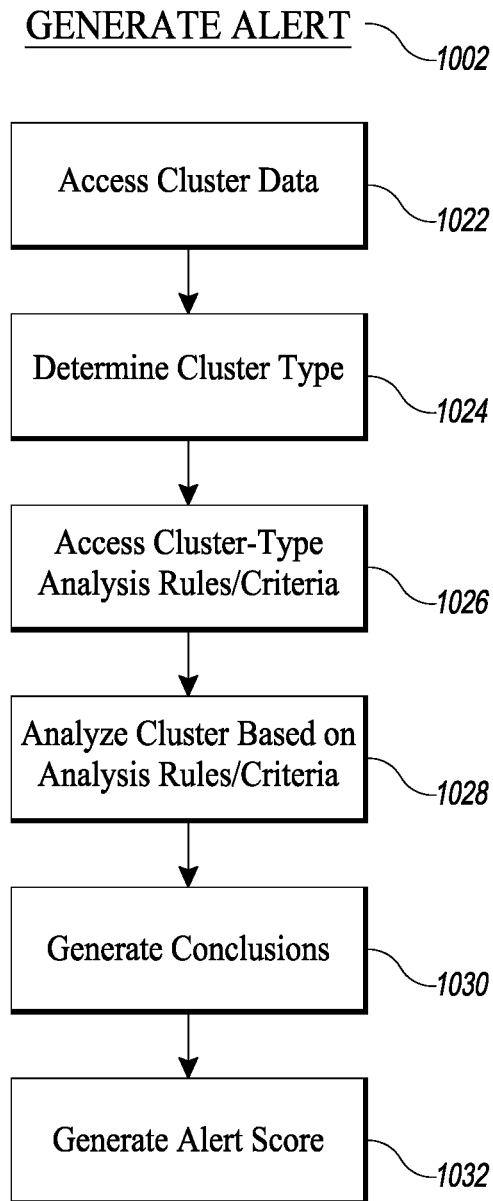 GENERATE ALERT
1002
Access Cluster Data
1022
Determine Cluster Type
1024
Access Cluster-Type
Analysis Rules/Criteria
1026
Analyze Cluster Based on
Analysis Rules/Criteria
1028
Generate Conclusions
1030
Generate Alert Score
1032